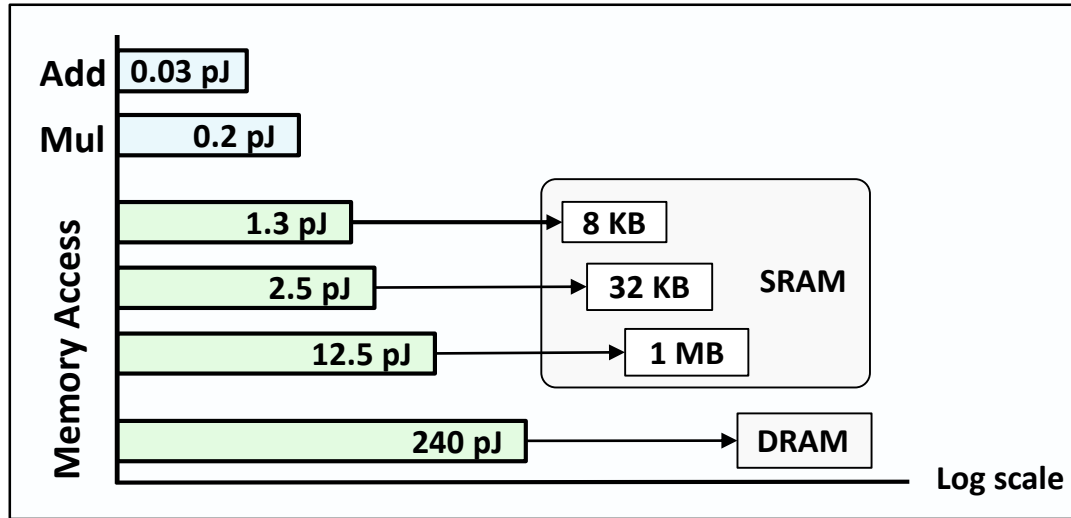 Add
0.03 pJ
Mul
0.2 pJ
Memory Access
1.3 pJ
8 KB
2.5 pJ
32 KB
SRAM
12.5 pJ
1 MB
240 pJ
DRAM
Log scale